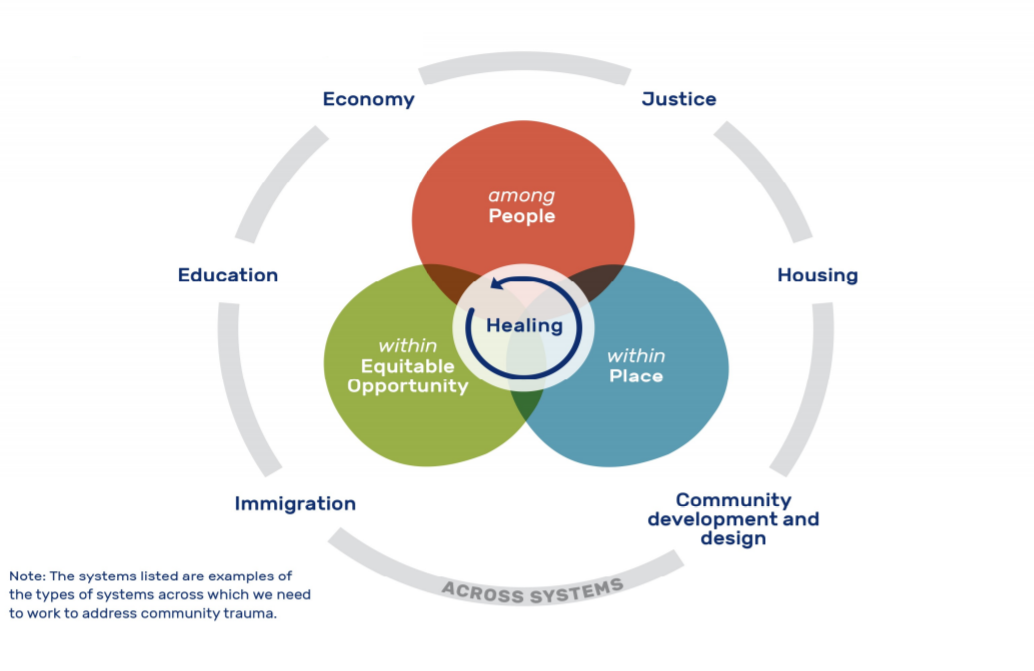 Economy
Justice
among
People
Education
Housing
Healing
within
Equitable
Opportunity
within
Place
Immigration
Community
development and
design
ACROSS SYSTEMS
Note: The systems listed are examples of
the types of systems across which we need
to work to address community trauma.